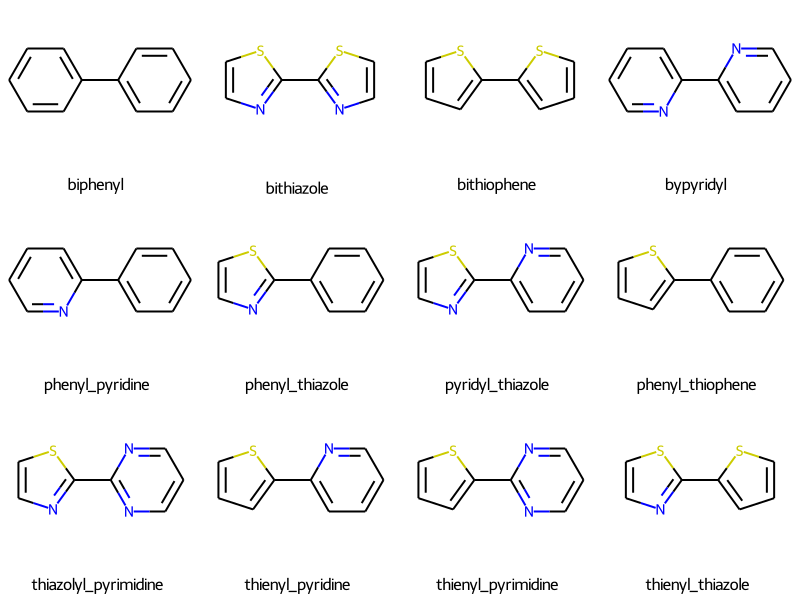 S S S S S N
N N N
biphenyl bithiazole bithiophene bypyridyl
S S N S
N N N
phenyl_pyridine phenyl_thiazole pyridyl_thiazole phenyl_thiophene
S N S N S N S S
N N N N
thiazolyl_pyrimidine thienyl_pyridine thienyl_pyrimidine thienyl_thiazole